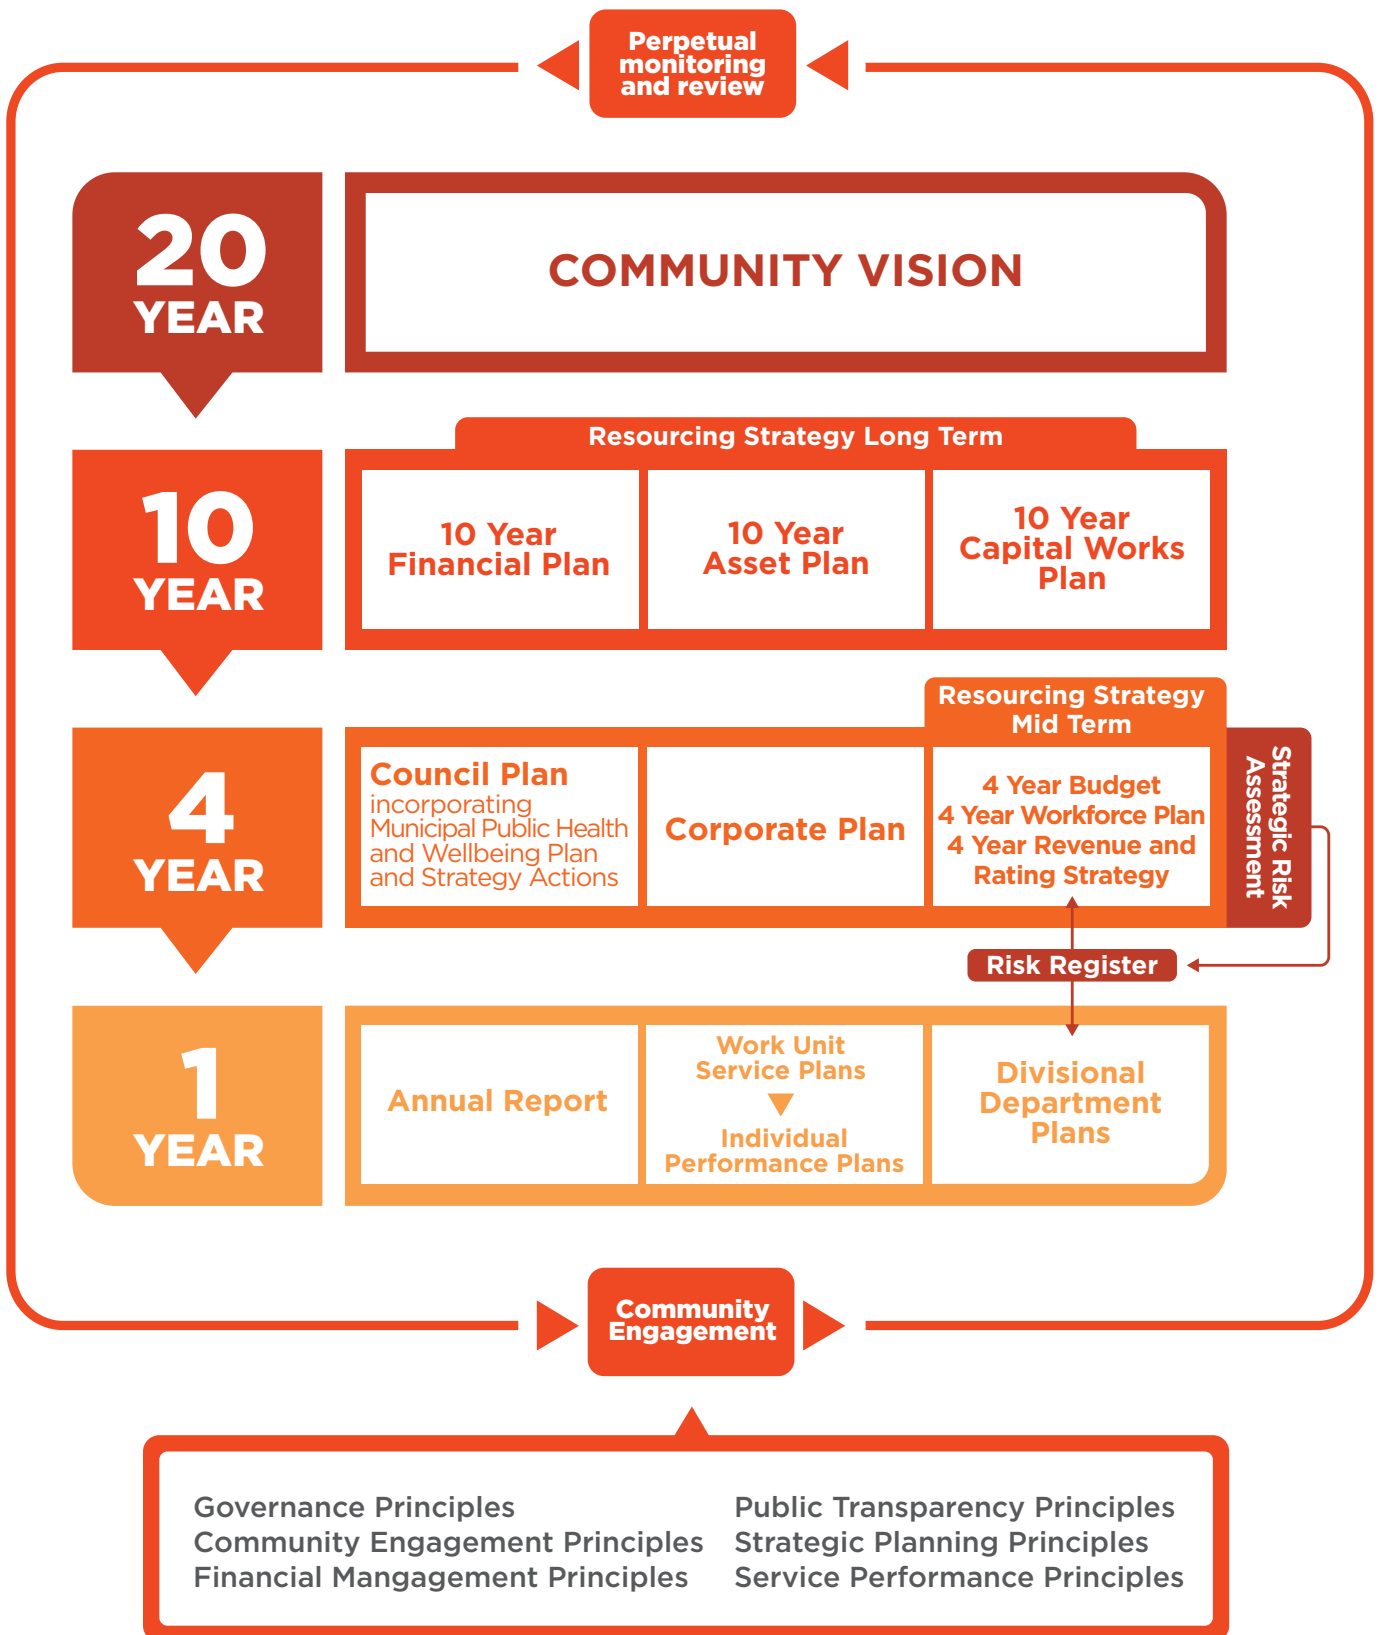 Perpetual
monitoring
and review
20
YEAR
COMMUNITY VISION
Resourcing Strategy Long Term
10
YEAR
10 Year
Financial Plan
10 Year
Asset Plan
10 Year
Capital Works
Plan
Resourcing Strategy
Mid Term
4
YEAR
Council Plan
incorporating
Municipal Public Health
and Wellbeing Plan
and Strategy Actions
Corporate Plan
4 Year Budget
4 Year Workforce Plan
4 Year Revenue and
Rating Strategy
Strategic Risk
Assessment
Risk Register
1
YEAR
Annual Report
Work Unit
Service Plans
Individual
Performance Plans
Divisional
Department
Plans
Community
Engagement
Governance Principles
Community Engagement Principles
Financial Mangagement Principles
Public Transparency Principles
Strategic Planning Principles
Service Performance Principles